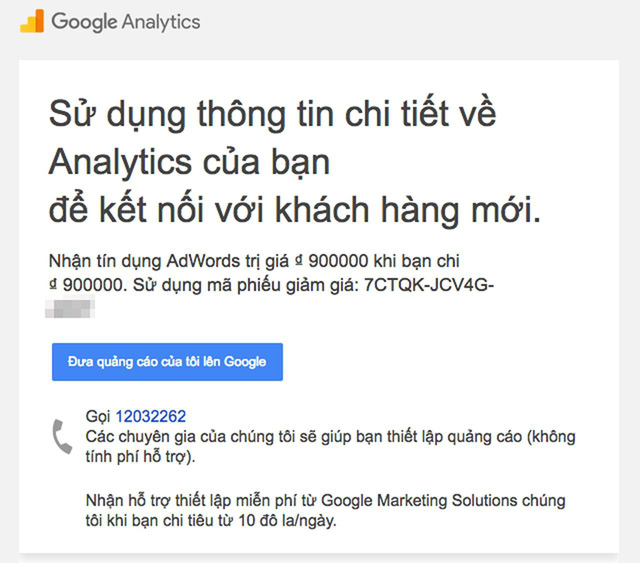 Google Analytics
Sử dụng thông tin chi tiết về
Analytics của bạn
để kết nối với khách hàng mới.
Nhận tín dụng AdWords trị giá ₫ 900000 khi bạn chi
₫ 900000. Sử dụng mã phiếu giảm giá: 7CTQK-JCV4G-
Đưa quảng cáo của tôi lên Google
Gọi 12032262
Các chuyên gia của chúng tôi sẽ giúp bạn thiết lập quảng cáo (không
tính phí hỗ trợ).
Nhận hỗ trợ thiết lập miễn phí từ Google Marketing Solutions chúng
tôi khi bạn chi tiêu từ 10 đô la/ngày.